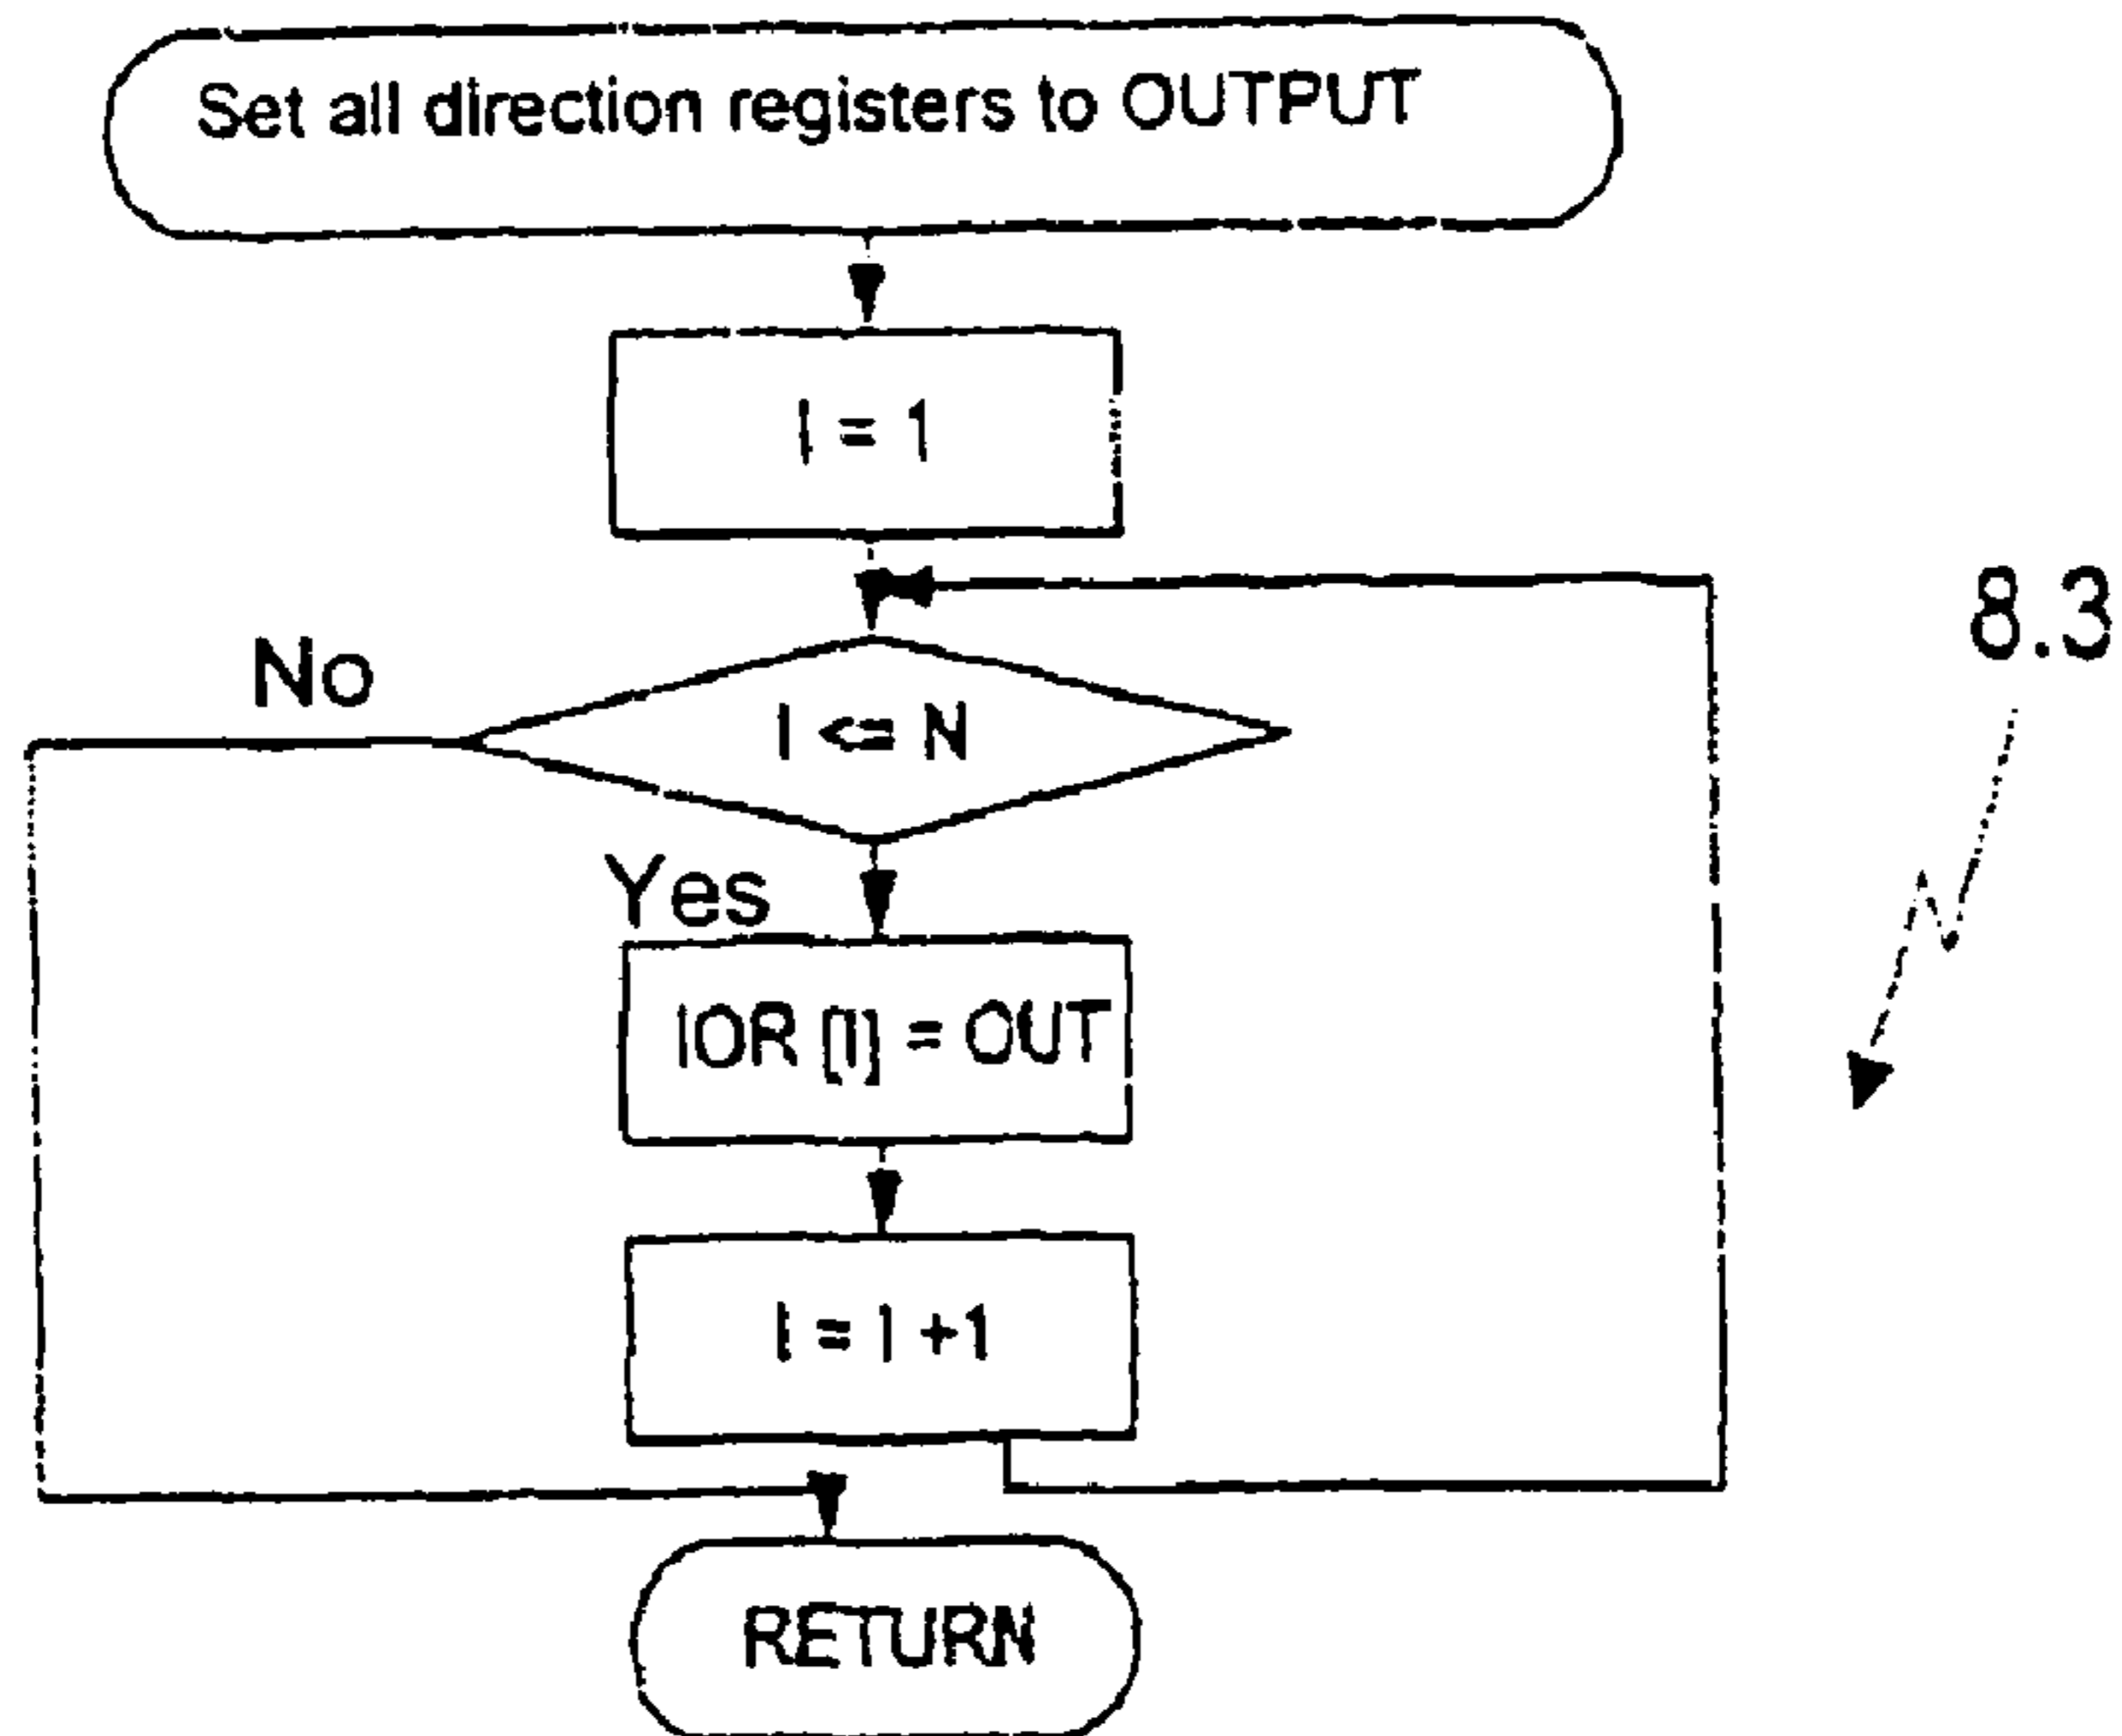 Set all direction registers to OUTPUT
I = 1
8.3
No
I <= N
Yes
IOR [I] = OUT
I = I + 1
RETURN